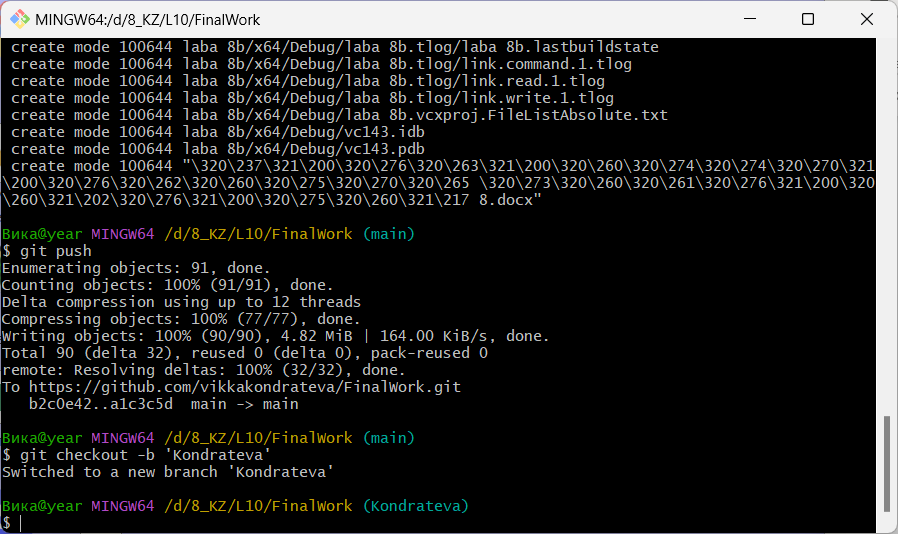 MINGW64:/d/8_KZ/L10/FinalWork
create mode 100644 laba 8b/x64/Debug/laba 8b.tlog/laba 8b.lastbuildstate
create mode 100644 laba 8b/x64/Debug/laba 8b.tlog/link.command.1.tlog
create mode 100644 laba 8b/x64/Debug/laba 8b.tlog/link.read.1.tlog
create mode 100644 laba 8b/x64/Debug/laba 8b.tlog/link.write.1.tlog
create mode 100644 laba 8b/x64/Debug/laba 8b.vcxproj.FileListAbsolute.txt
create mode 100644 laba 8b/x64/Debug/vc143.idb
create mode 100644 laba 8b/x64/Debug/vc143.pdb
create mode 100644 "\320\237\321\200\320\276\320\263\321\200\320\260\320\274\320\274\320\270\321
\200\320\276\320\262\320\260\320\275\320\270\320\265 \320\273\320\260\320\261\320\276\321\200\320
\260\321\202\320\276\321\200\320\275\320\260\321\217 8.docx"
Вика@year MINGW64 /d/8_KZ/L10/FinalWork (main)
$ git push
Enumerating objects: 91, done.
Counting objects: 100% (91/91), done.
Delta compression using up to 12 threads
Compressing objects: 100% (77/77), done.
Writing objects: 100% (90/90), 4.82 MiB | 164.00 KiB/s, done.
Total 90 (delta 32), reused 0 (delta 0), pack-reused 0
remote: Resolving deltas: 100% (32/32), done.
To https://github.com/vikkakondrateva/FinalWork.git
b2c0e42..a1c3c5d  main -> main
Вика@year MINGW64 /d/8_KZ/L10/FinalWork (main)
$ git checkout -b 'Kondrateva'
Switched to a new branch 'Kondrateva'
Вика@year MINGW64 /d/8_KZ/L10/FinalWork (Kondrateva)
$